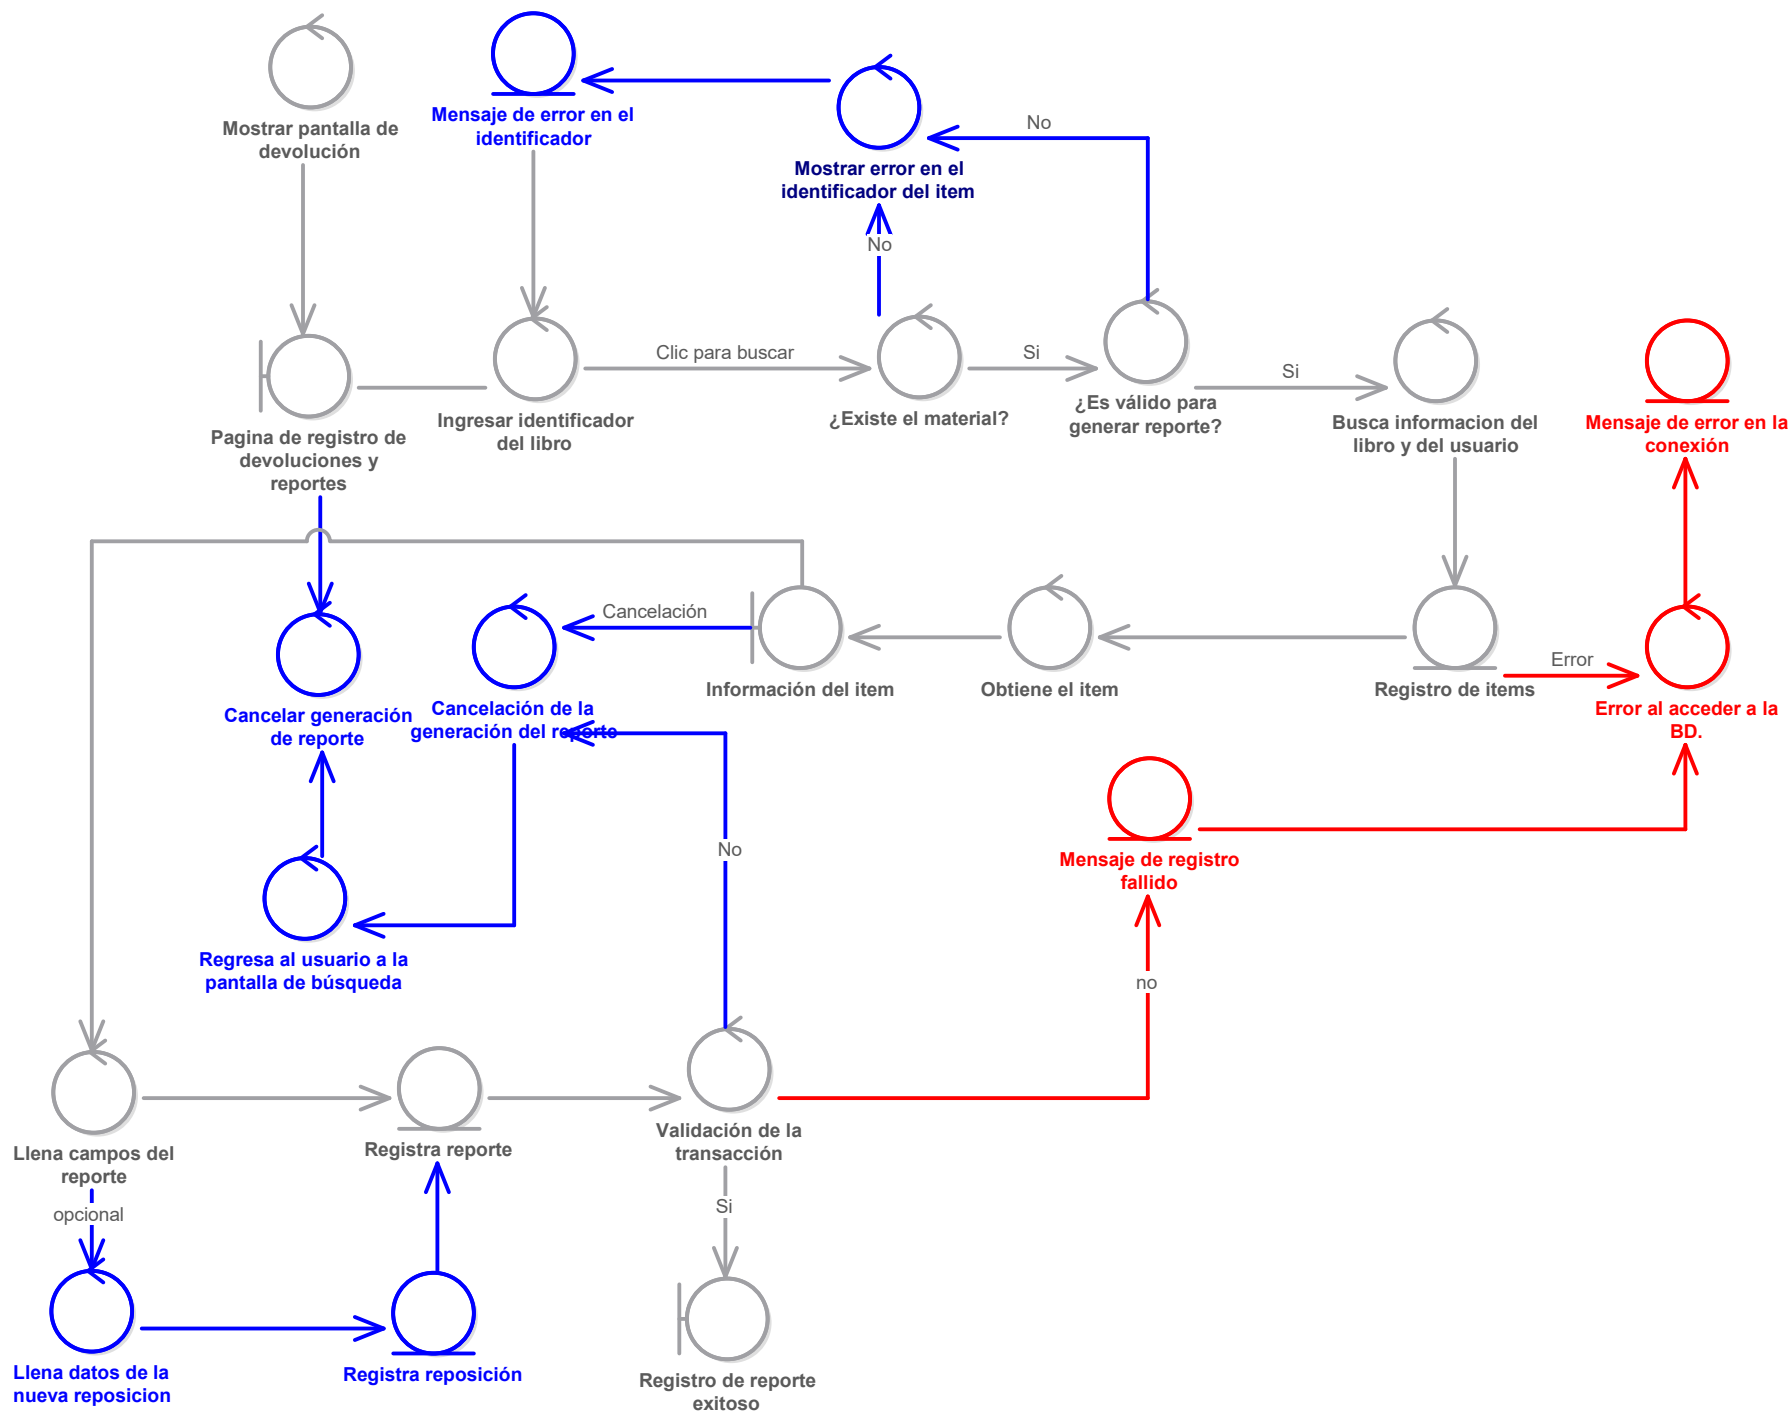 Mostrar pantalla de
devolución
Mensaje de error en el
identificador
No
Mostrar error en el
identificador del item
No
Clic para buscar
Si
Si
Pagina de registro de
devoluciones y
reportes
Ingresar identificador
del libro
¿Existe el material?
¿Es válido para
generar reporte?
Busca informacion del
libro y del usuario
Mensaje de error en la
conexión
Cancelación
Error
Cancelar generación
de reporte
Cancelación de la
generación del reporte
Información del item
Obtiene el item
Registro de items
Error al acceder a la
BD.
No
Mensaje de registro
fallido
Regresa al usuario a la
pantalla de búsqueda
no
Llena campos del
reporte
Registra reporte
Validación de la
transacción
opcional
Si
Llena datos de la
nueva reposicion
Registra reposición
Registro de reporte
exitoso